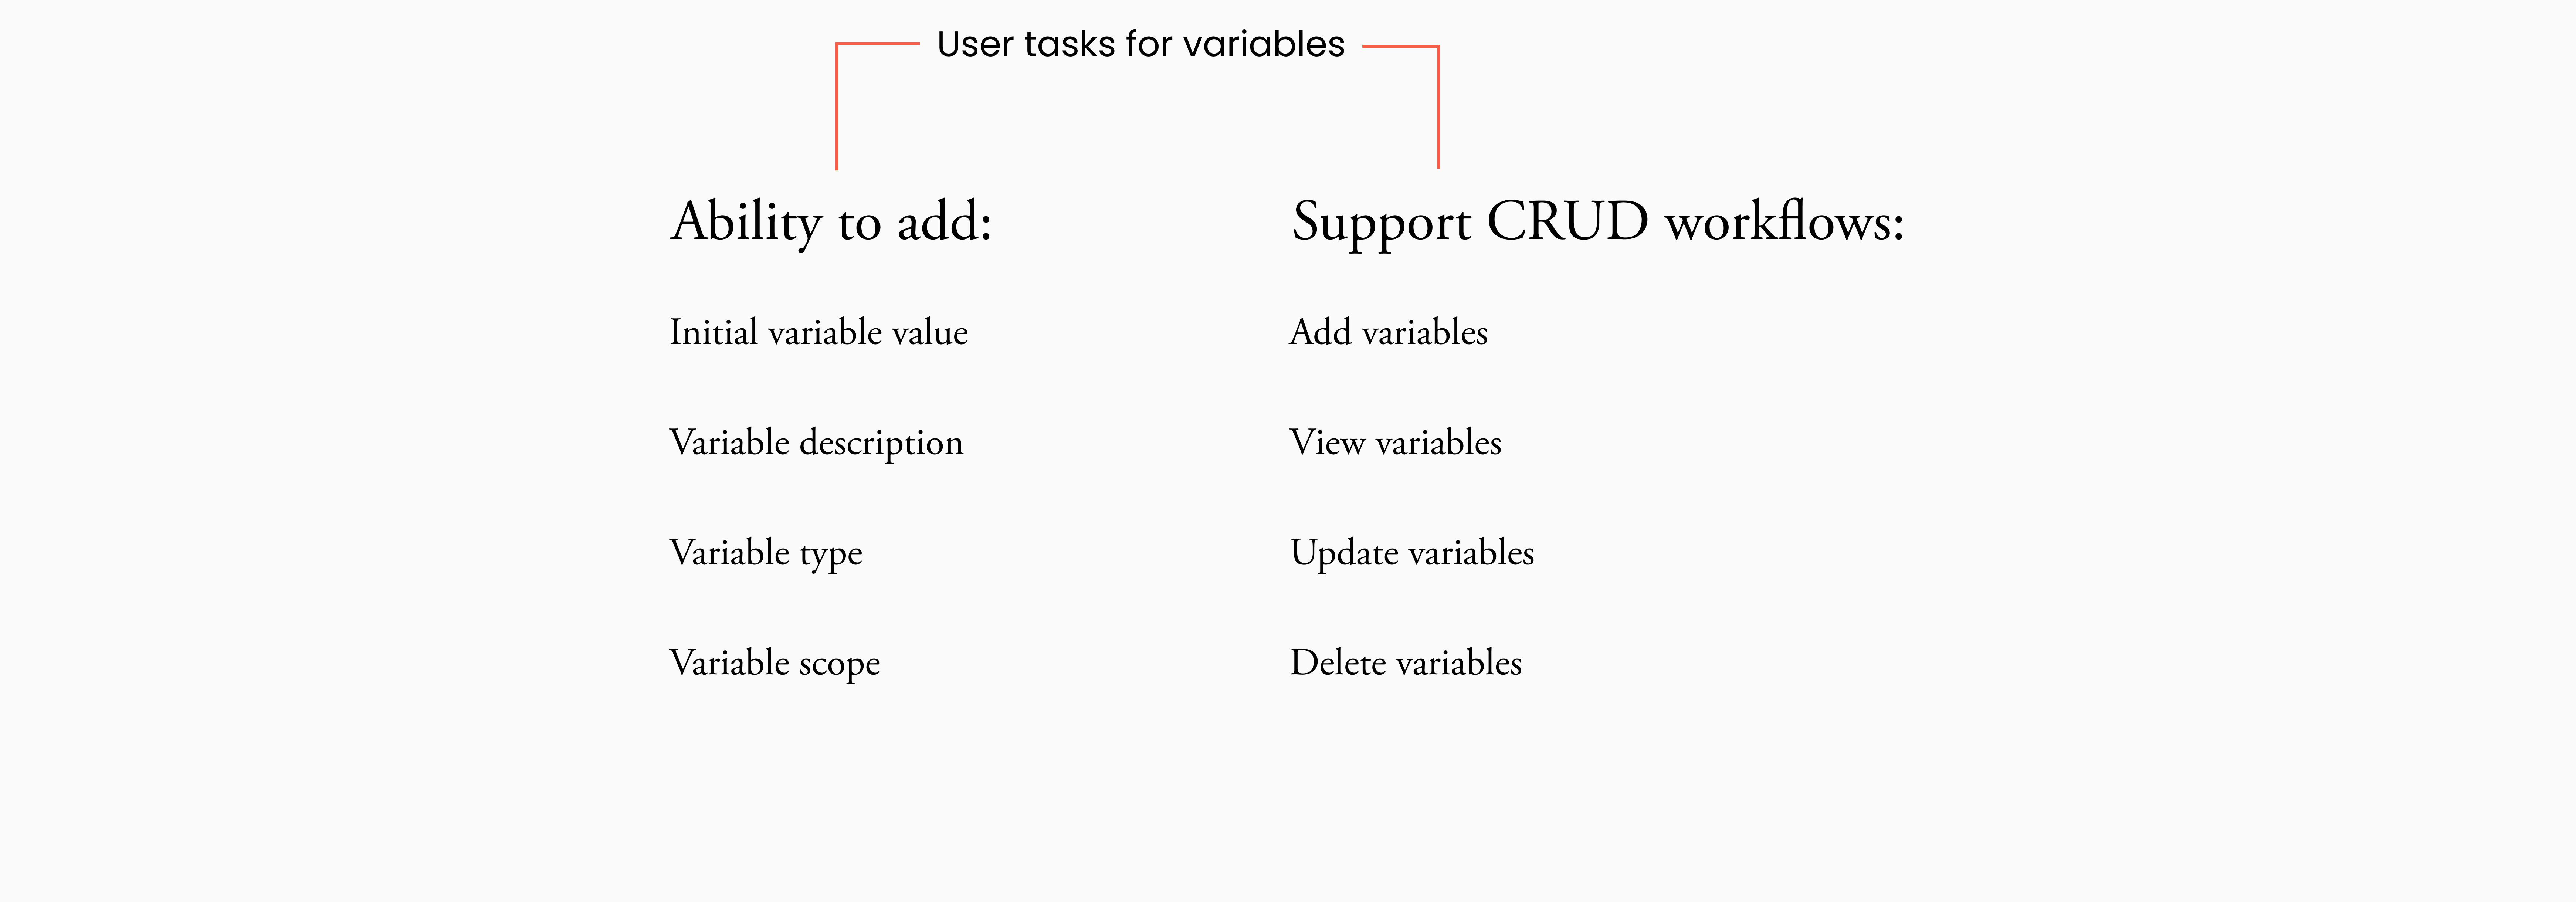 User tasks for variables
Ability to add:
Initial variable value
Variable description
Variable type
Variable scope
Support CRUD workflows:
Add variables
View variables
Update variables
Delete variables